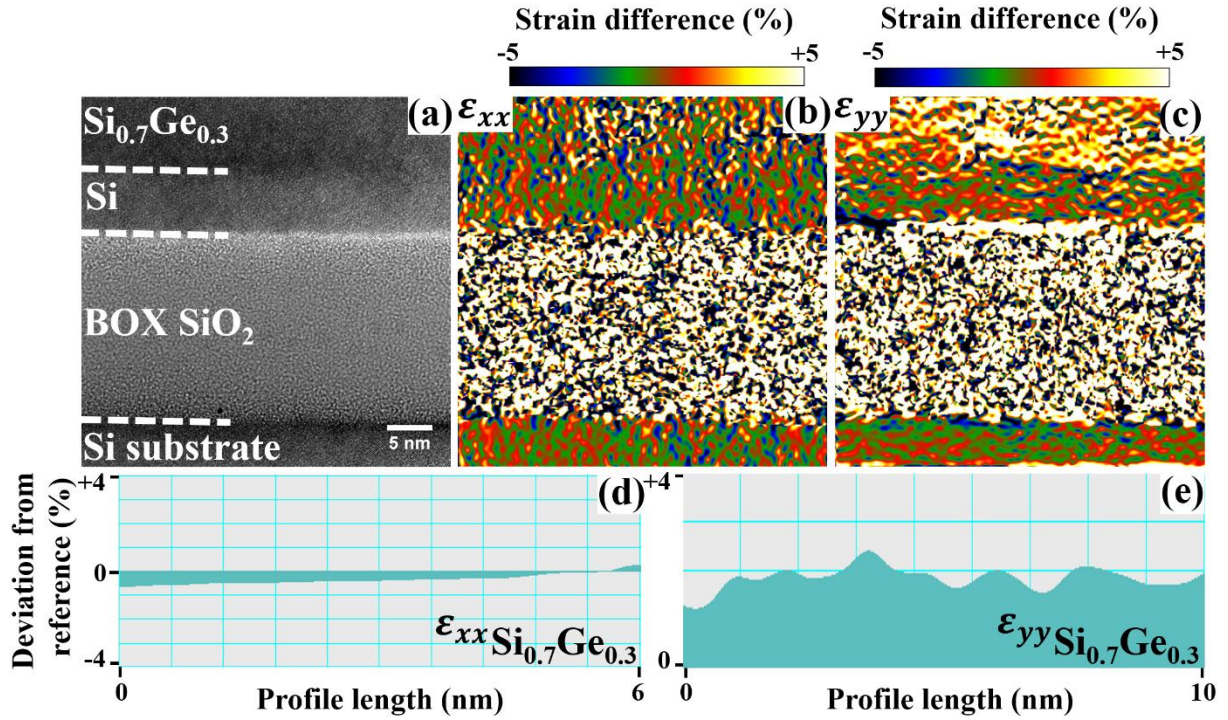 Strain difference (%)
-5 +5
Strain difference (%)
-5 +5
Si0.7Ge0.3
Si
BOX SiO2
Si substrate
5 nm
(a)
εxx
(b)
εyy
(c)
Deviation from
reference (%)
+4
0
-4
(d)
εxx Si0.7Ge0.3
0 6
Profile length (nm)
+4
0
(e)
εyy Si0.7Ge0.3
0 10
Profile length (nm)